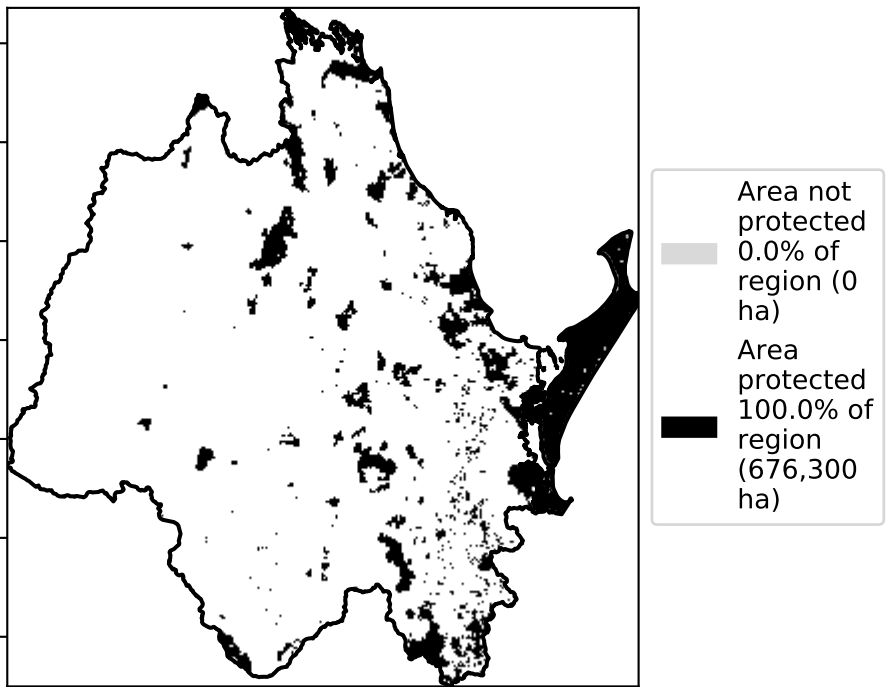 Area not
protected
0.0% of
region (0
ha)
Area
protected
100.0% of
region
(676,300
ha)